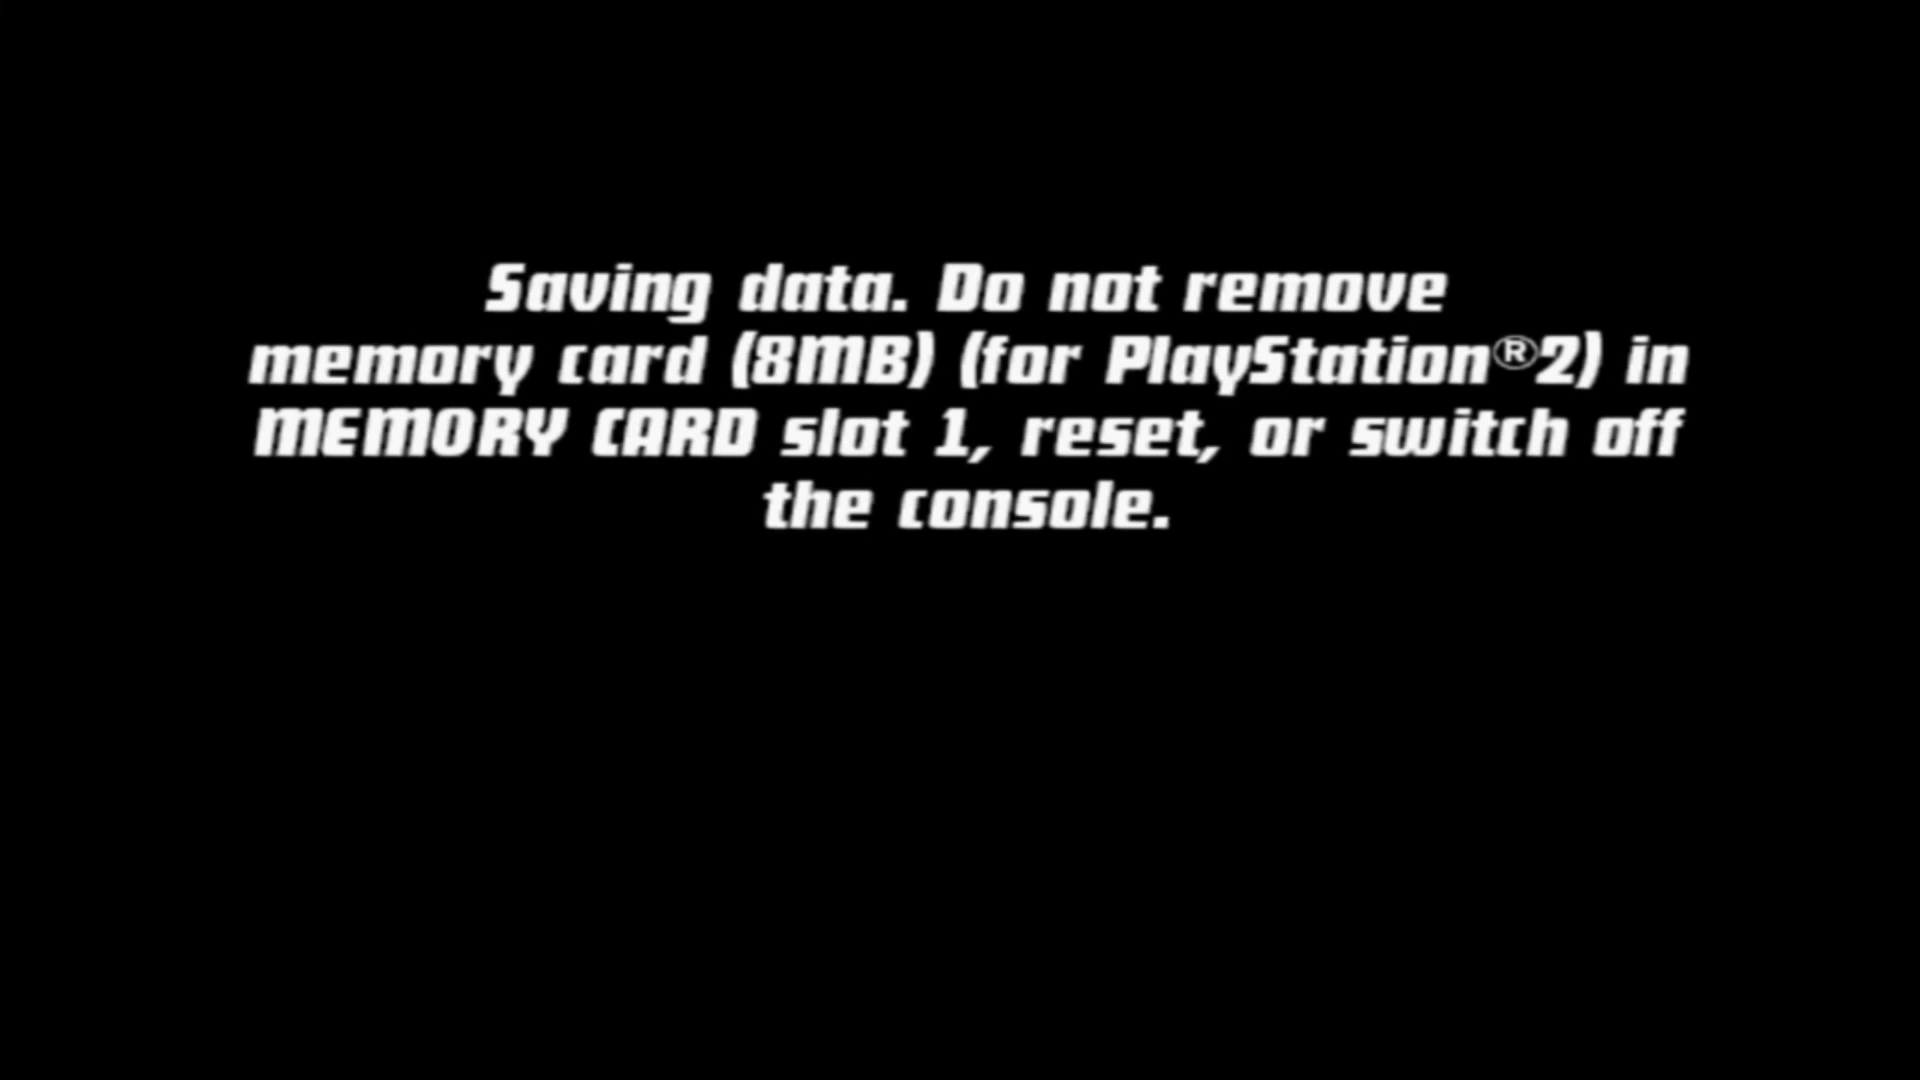 Saving data. Do not remove
memory card (8MB) (for PlayStation®2) in
MEMORY CARD slot 1, reset, or switch off
the console.